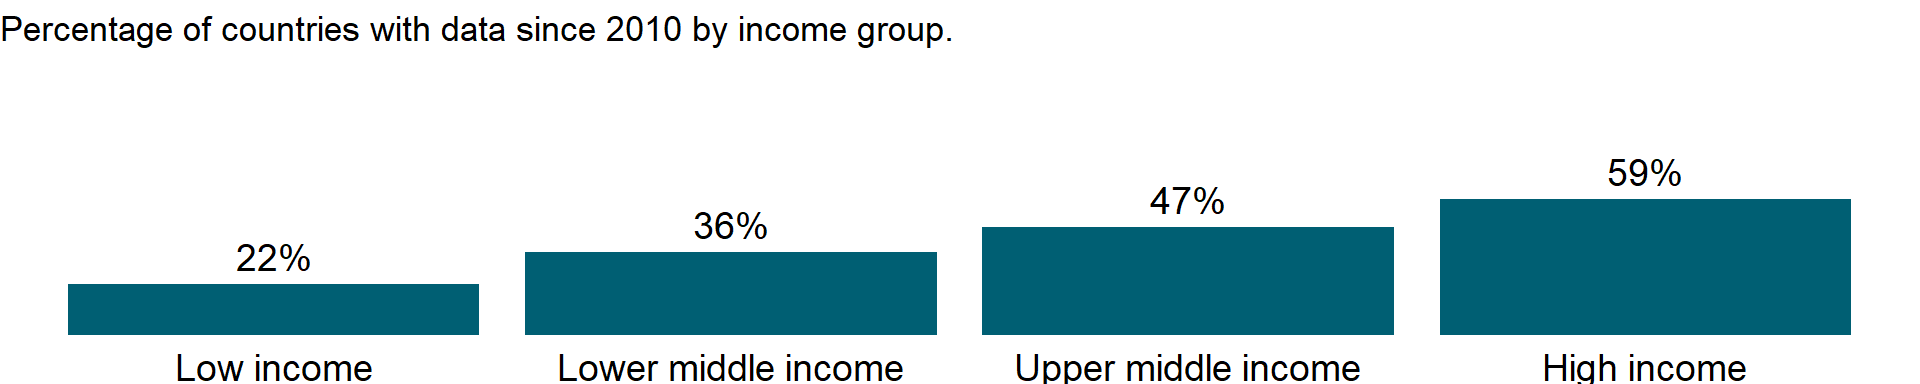 Percentage of countries with data since 2010 by income group.
59%
47%
36%
22%
Low income Lower middle income Upper middle income High income